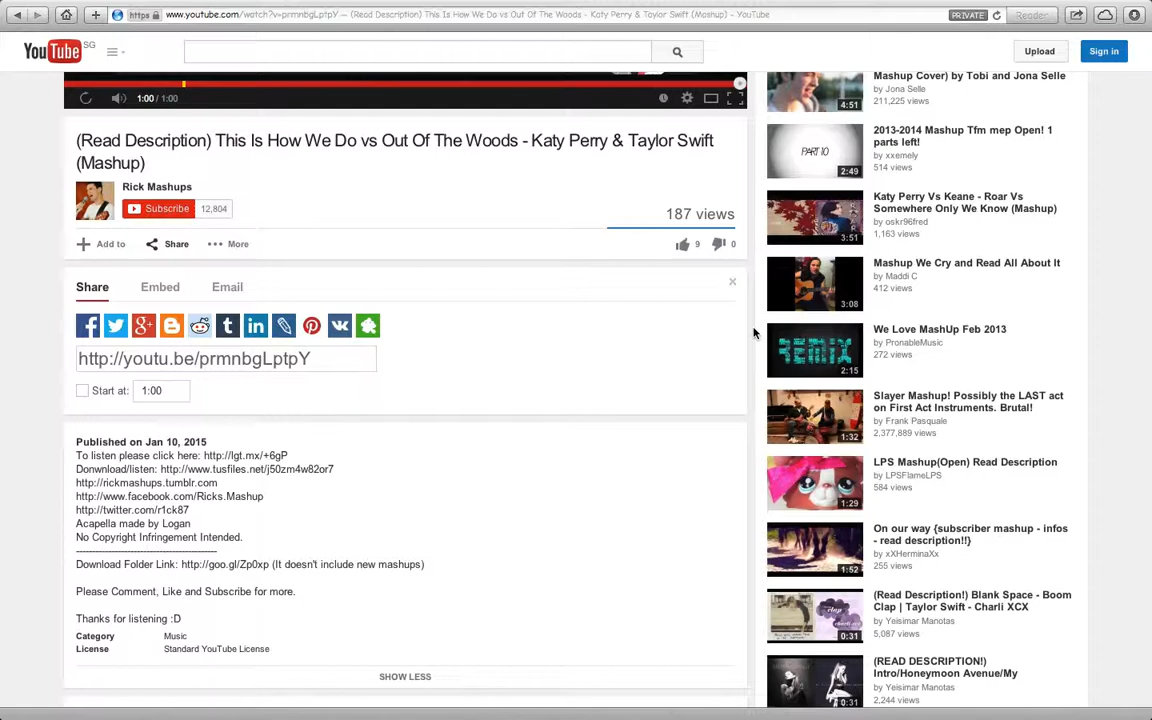 https www.youtube.com/watch?v=prmnbgLptpY — (Read Description) This Is How We Do vs Out Of The Woods - Katy Perry & Taylor Swift (Mashup) - YouTube
PRIVATE
Reader
YouTube SG
Upload
Sign in
1:00 / 1:00
(Read Description) This Is How We Do vs Out Of The Woods - Katy Perry & Taylor Swift
(Mashup)
Rick Mashups
Subscribe 12,804
187 views
Add to
Share
More
9
0
Share
Embed
Email
http://youtu.be/prmnbgLptpY
Start at: 1:00
Published on Jan 10, 2015
To listen please click here: http://lgt.mx/+6gP
Donwnload/listen: http://www.tusfiles.net/j50zm4w82or7
http://rickmashups.tumblr.com
http://www.facebook.com/Ricks.Mashup
http://twitter.com/r1ck87
Acapella made by Logan
No Copyright Infringement Intended.
----------------------------------------------
Download Folder Link: http://goo.gl/Zp0xp (It doesn't include new mashups)
Please Comment, Like and Subscribe for more.
Thanks for listening :D
Category Music
License Standard YouTube License
SHOW LESS
Mashup Cover) by Tobi and Jona Selle
by Jona Selle
211,225 views
4:51
2013-2014 Mashup Tfm mep Open! 1
parts left!
by xxemely
514 views
PART 10
2:49
Katy Perry Vs Keane - Roar Vs
Somewhere Only We Know (Mashup)
by oskr96fred
1,163 views
3:51
Mashup We Cry and Read All About It
by Maddi C
412 views
3:08
We Love MashUp Feb 2013
by PronableMusic
272 views
REMIX
2:15
Slayer Mashup! Possibly the LAST act
on First Act Instruments. Brutal!
by Frank Pasquale
2,377,889 views
1:32
LPS Mashup(Open) Read Description
by LPSFlameLPS
584 views
1:29
On our way {subscriber mashup - infos
- read description!!}
by xXHerminaXx
255 views
1:52
(Read Description!) Blank Space - Boom
Clap | Taylor Swift - Charli XCX
by Yeisimar Manotas
5,087 views
0:31
(READ DESCRIPTION!)
Intro/Honeymoon Avenue/My
by Yeisimar Manotas
2,244 views
0:31